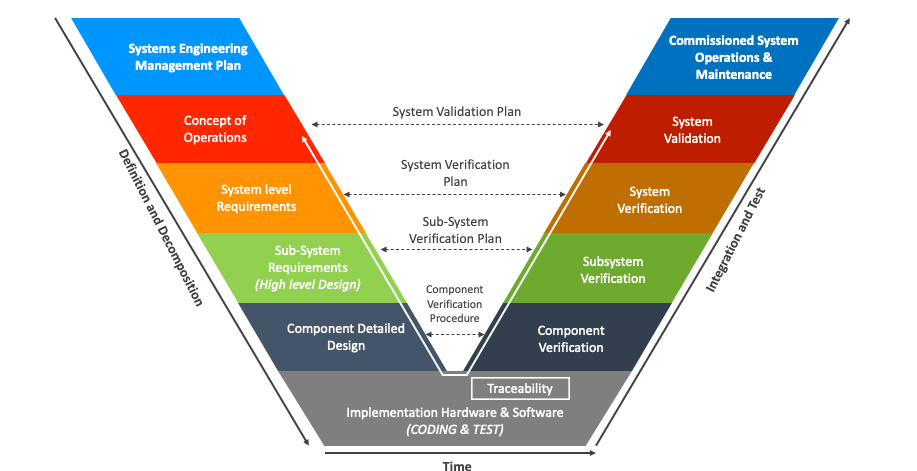 Systems Engineering
Management Plan
Commissioned System
Operations &
Maintenance
Concept of
Operations
System Validation Plan
System
Validation
System level
Requirements
System Verification
Plan
System
Verification
Sub-System
Requirements
(High level Design)
Sub-System
Verification Plan
Subsystem
Verification
Component Detailed
Design
Component
Verification
Procedure
Component
Verification
Definition and Decomposition
Integration and Test
Traceability
Implementation Hardware & Software
(CODING & TEST)
Time